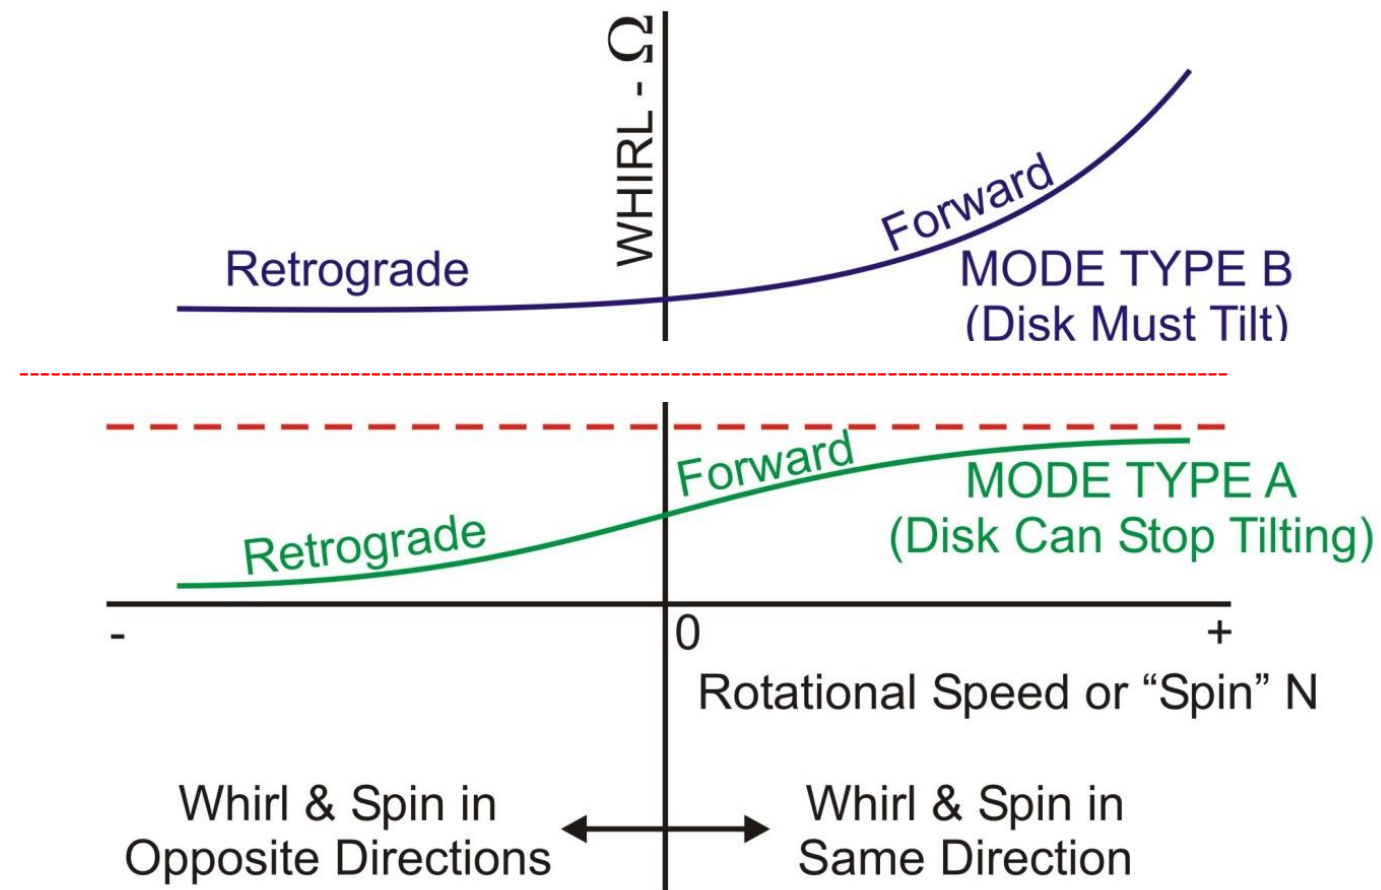 WHIRL - Ω
Forward
Retrograde
MODE TYPE B
(Disk Must Tilt)
Forward
MODE TYPE A
Retrograde
(Disk Can Stop Tilting)
-
0
+
Rotational Speed or “Spin” N
Whirl & Spin in
Opposite Directions
Whirl & Spin in
Same Direction